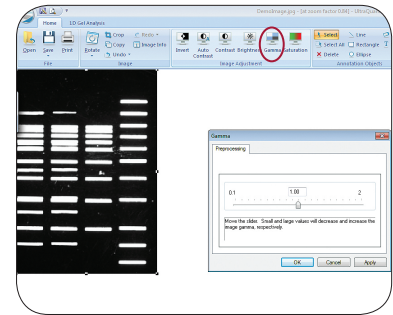 DemoImage.jpg - [at zoom factor 0.84] - UltraQuant
Home 1D Gel Analysis
Open Save Print
File
Rotate Crop Redo
Copy Image Info
Undo
Image
Invert Auto Contrast Contrast Brightness Gamma Saturation
Image Adjustment
Select Line
Select All Rectangle T
Delete Ellipse
Annotation Objects
Gamma
Preprocessing
0.1 1.00 2
Move the slider. Small and large values will decrease and increase the
image gamma, respectively.
OK Cancel Apply